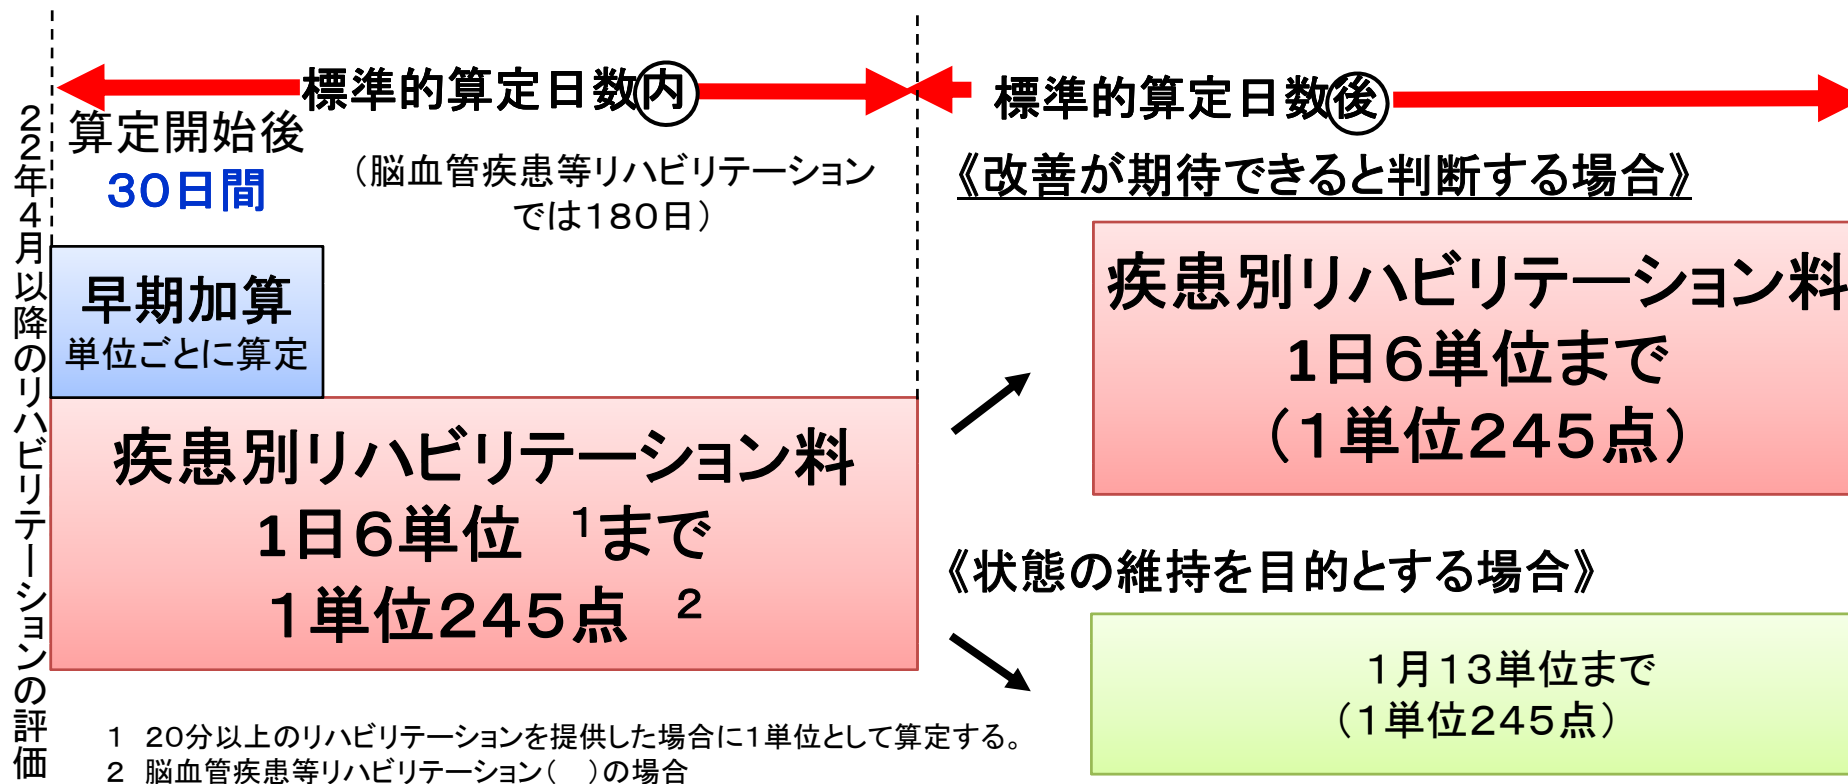 22年4月以降のリハビリテーションの評価
標準的算定日数内
算定開始後
30日間
（脳血管疾患等リハビリテーション
では180日）
早期加算
単位ごとに算定
疾患別リハビリテーション料
1日6単位 1まで
1単位245点 2
標準的算定日数後
《改善が期待できると判断する場合》
疾患別リハビリテーション料
1日6単位まで
（1単位245点）
《状態の維持を目的とする場合》
1月13単位まで
（1単位245点）
1 20分以上のリハビリテーションを提供した場合に1単位として算定する。
2 脳血管疾患等リハビリテーション（ ）の場合